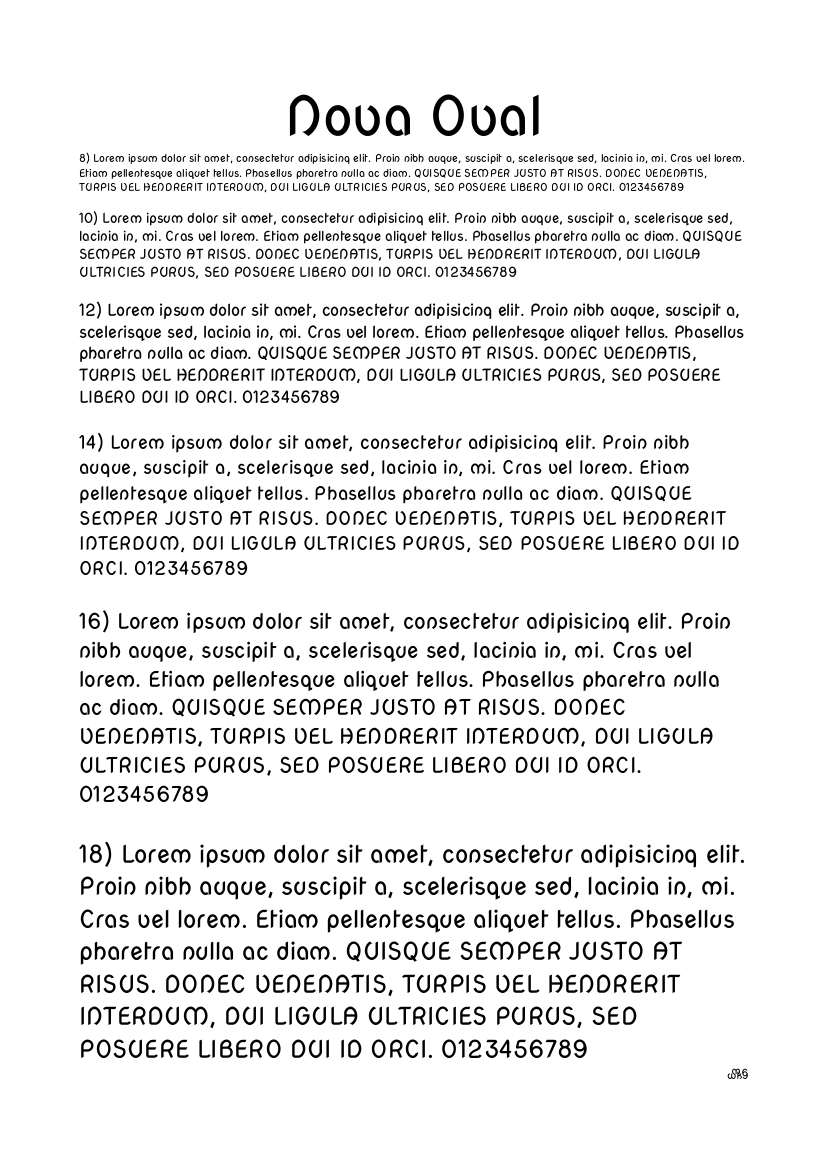 Nova Oval
8) Lorem ipsum dolor sit amet, consectetur adipisicing elit. Proin nibh augue, suscipit a, scelerisque sed, lacinia in, mi. Cras vel lorem.
Etiam pellentesque aliquet tellus. Phasellus pharetra nulla ac diam. QUISQUE SEMPER JUSTO AT RISUS. DONEC VENENATIS,
TURPIS VEL HENDRERIT INTERDUM, DUI LIGULA ULTRICIES PURUS, SED POSUERE LIBERO DUI ID ORCI. 0123456789
10) Lorem ipsum dolor sit amet, consectetur adipisicing elit. Proin nibh augue, suscipit a, scelerisque sed,
lacinia in, mi. Cras vel lorem. Etiam pellentesque aliquet tellus. Phasellus pharetra nulla ac diam. QUISQUE
SEMPER JUSTO AT RISUS. DONEC VENENATIS, TURPIS VEL HENDRERIT INTERDUM, DUI LIGULA
ULTRICIES PURUS, SED POSUERE LIBERO DUI ID ORCI. 0123456789
12) Lorem ipsum dolor sit amet, consectetur adipisicing elit. Proin nibh augue, suscipit a,
scelerisque sed, lacinia in, mi. Cras vel lorem. Etiam pellentesque aliquet tellus. Phasellus
pharetra nulla ac diam. QUISQUE SEMPER JUSTO AT RISUS. DONEC VENENATIS,
TURPIS VEL HENDRERIT INTERDUM, DUI LIGULA ULTRICIES PURUS, SED POSUERE
LIBERO DUI ID ORCI. 0123456789
14) Lorem ipsum dolor sit amet, consectetur adipisicing elit. Proin nibh
augue, suscipit a, scelerisque sed, lacinia in, mi. Cras vel lorem. Etiam
pellentesque aliquet tellus. Phasellus pharetra nulla ac diam. QUISQUE
SEMPER JUSTO AT RISUS. DONEC VENENATIS, TURPIS VEL HENDRERIT
INTERDUM, DUI LIGULA ULTRICIES PURUS, SED POSUERE LIBERO DUI ID
ORCI. 0123456789
16) Lorem ipsum dolor sit amet, consectetur adipisicing elit. Proin
nibh augue, suscipit a, scelerisque sed, lacinia in, mi. Cras vel
lorem. Etiam pellentesque aliquet tellus. Phasellus pharetra nulla
ac diam. QUISQUE SEMPER JUSTO AT RISUS. DONEC
VENENATIS, TURPIS VEL HENDRERIT INTERDUM, DUI LIGULA
ULTRICIES PURUS, SED POSUERE LIBERO DUI ID ORCI.
0123456789
18) Lorem ipsum dolor sit amet, consectetur adipisicing elit.
Proin nibh augue, suscipit a, scelerisque sed, lacinia in, mi.
Cras vel lorem. Etiam pellentesque aliquet tellus. Phasellus
pharetra nulla ac diam. QUISQUE SEMPER JUSTO AT
RISUS. DONEC VENENATIS, TURPIS VEL HENDRERIT
INTERDUM, DUI LIGULA ULTRICIES PURUS, SED
POSUERE LIBERO DUI ID ORCI. 0123456789